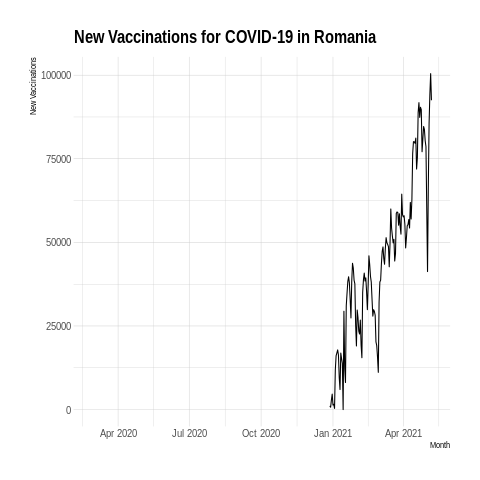 New Vaccinations for COVID-19 in Romania
New Vaccinations
100000
75000
50000
25000
0
Apr 2020 Jul 2020 Oct 2020 Jan 2021 Apr 2021
Month